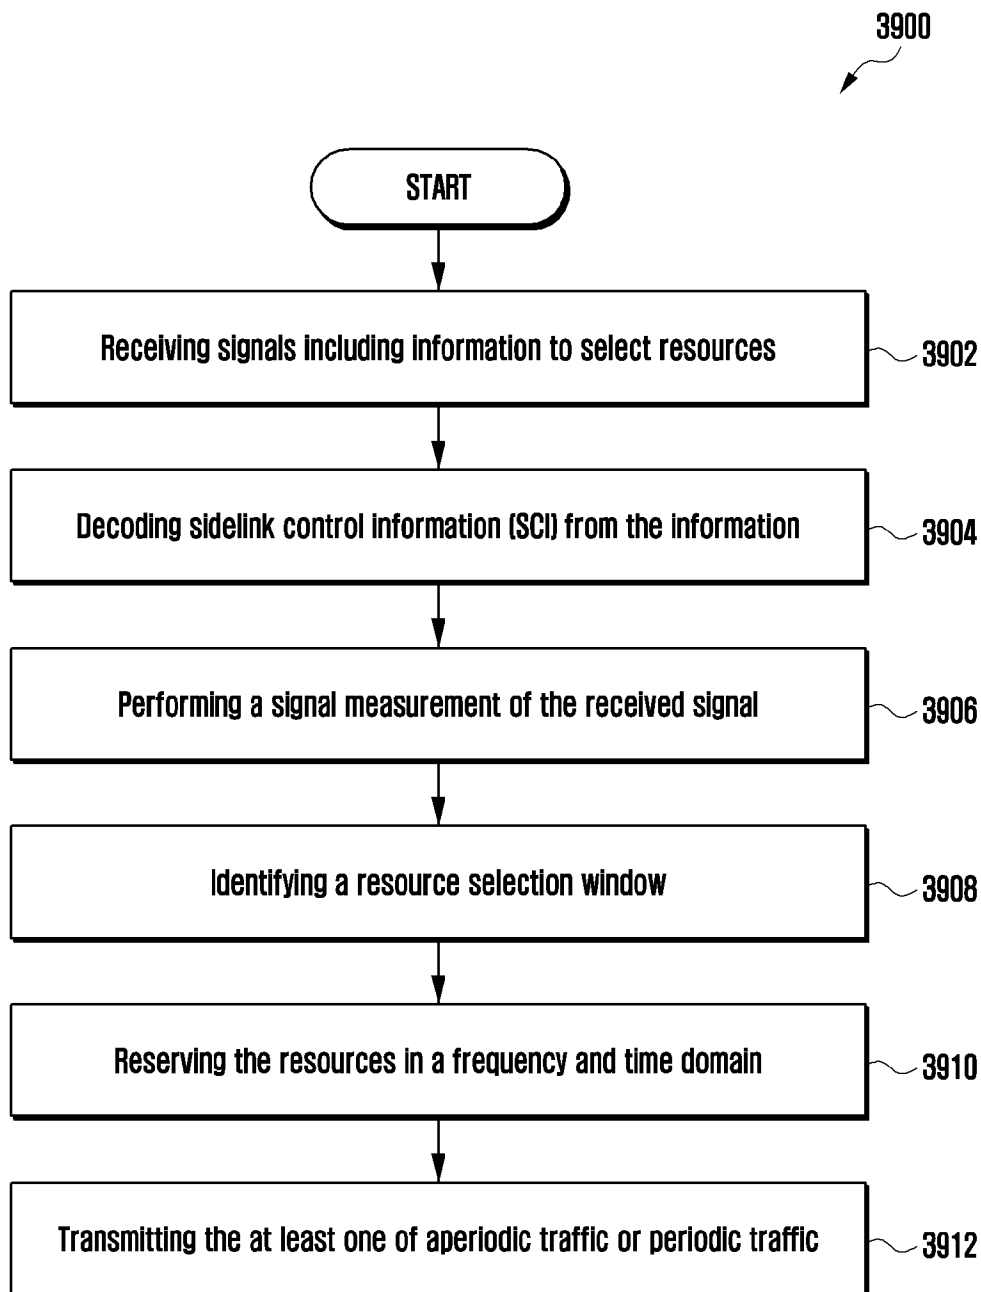 3900
START
Receiving signals including information to select resources
3902
Decoding sidelink control information (SCI) from the information
3904
Performing a signal measurement of the received signal
3906
Identifying a resource selection window
3908
Reserving the resources in a frequency and time domain
3910
Transmitting the at least one of aperiodic traffic or periodic traffic
3912